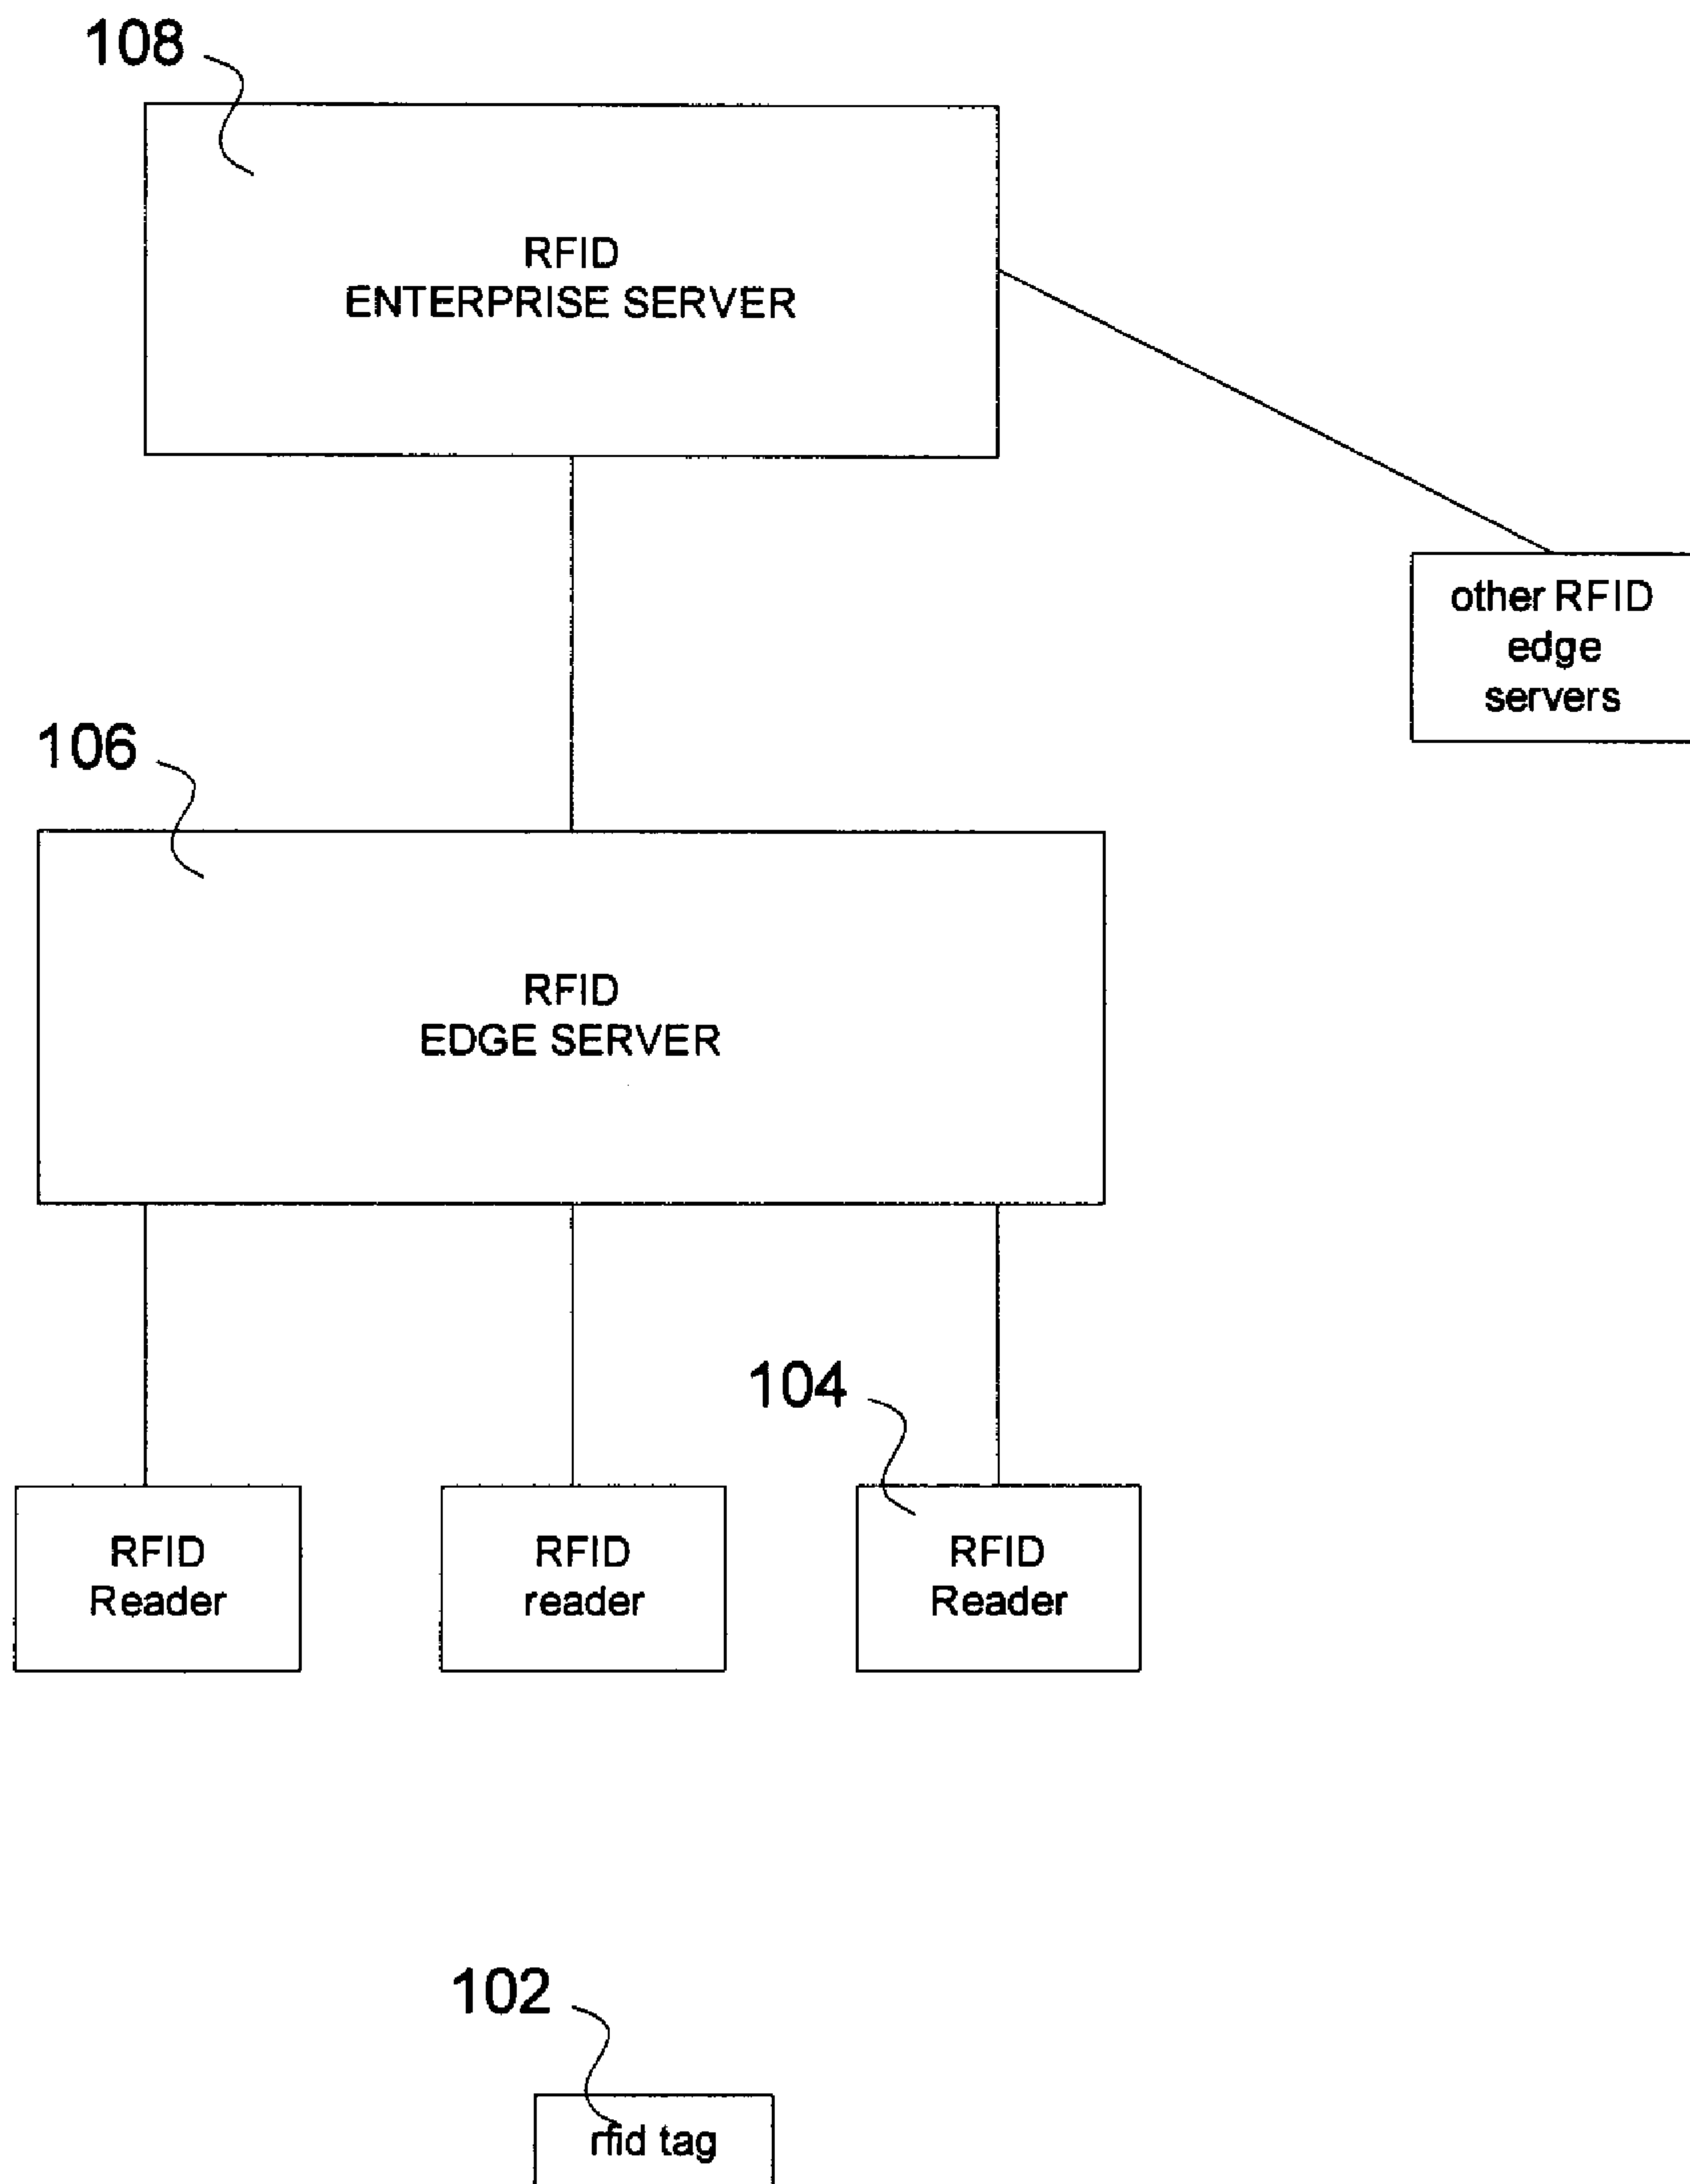 108
RFID
ENTERPRISE SERVER
other RFID
edge
servers
106
RFID
EDGE SERVER
104
RFID
Reader
RFID
reader
RFID
Reader
102
rfid tag